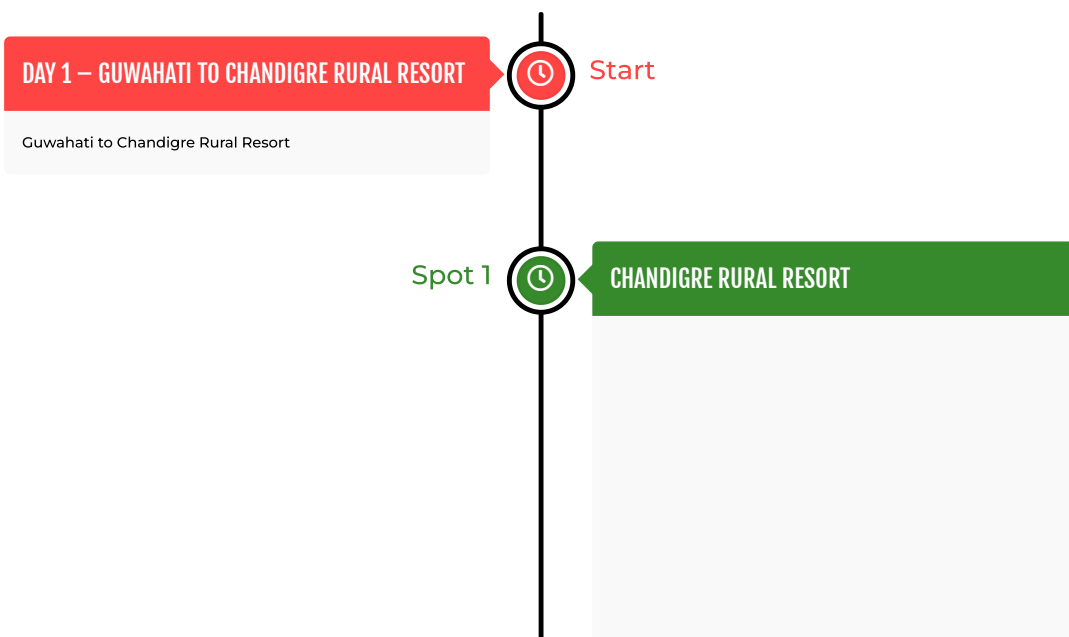 DAY 1 – GUWAHATI TO CHANDIGRE RURAL RESORT
Start
Guwahati to Chandigre Rural Resort
Spot 1
CHANDIGRE RURAL RESORT